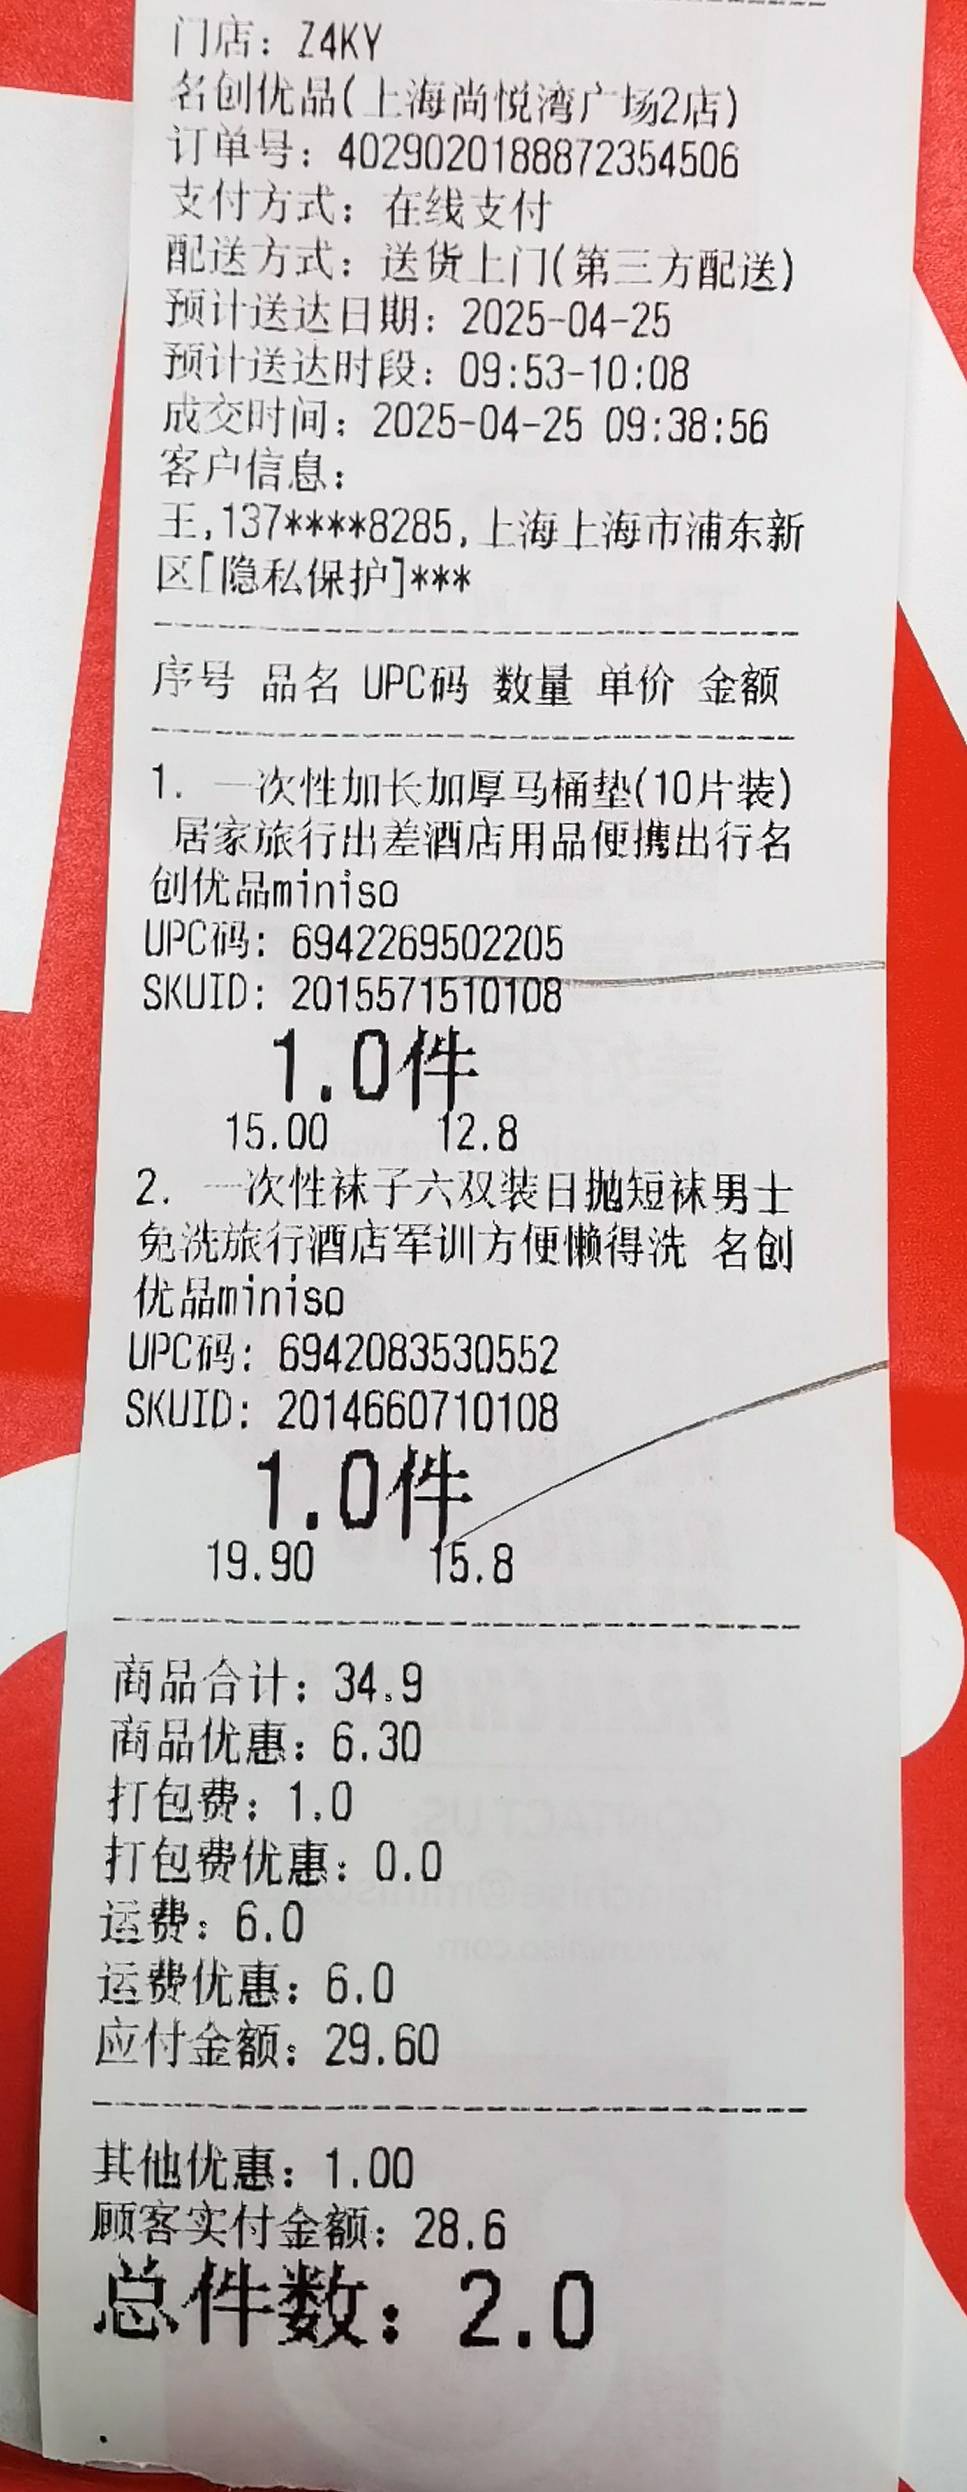 门店：Z4KY
名创优品(上海尚悦湾广场2店)
订单号：4029020188872354506
支付方式：在线支付
配送方式：送货上门(第三方配送)
预计送达日期：2025-04-25
预计送达时段：09:53-10:08
成交时间：2025-04-25 09:38:56
客户信息：
王,137****8285,上海上海市浦东新
区[隐私保护]***
序号 品名 UPC码 数量 单价 金额
1. 一次性加长加厚马桶垫(10片装)
居家旅行出差酒店用品便携出行名
创优品miniso
UPC码：6942269502205
SKUID：2015571510108
1.0件
15.00 12.8
2. 一次性袜子六双装日抛短袜男士
免洗旅行酒店军训方便懒得洗 名创
优品miniso
UPC码：6942083530552
SKUID：2014660710108
1.0件
19.90 15.8
商品合计：34.9
商品优惠：6.30
打包费：1.0
打包费优惠：0.0
运费：6.0
运费优惠：6.0
应付金额：29.60
其他优惠：1.00
顾客实付金额：28.6
总件数：2.0